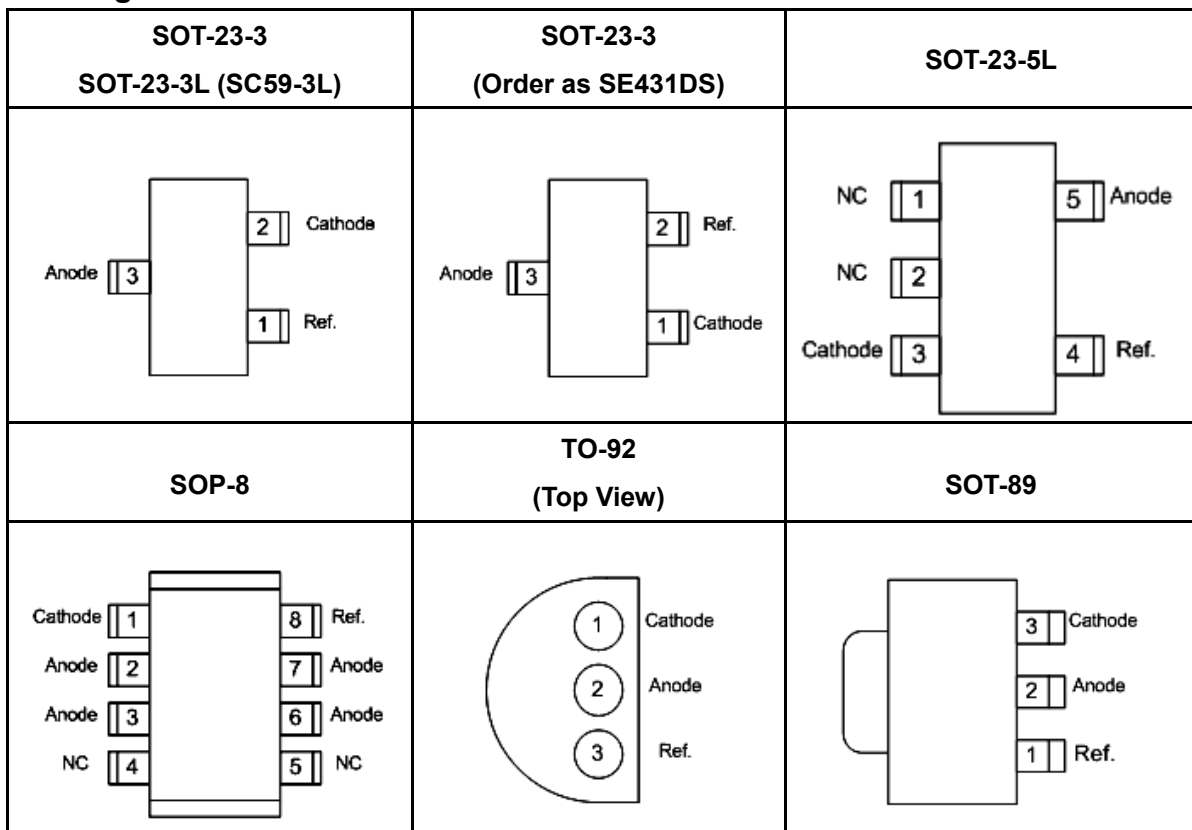 SOT-23-3
SOT-23-3L (SC59-3L)
SOT-23-3
(Order as SE431DS)
SOT-23-5L
2 Cathode
Anode 3
1 Ref.
2 Ref.
Anode 3
1 Cathode
NC 1
5 Anode
NC 2
Cathode 3
4 Ref.
SOP-8
TO-92
(Top View)
SOT-89
Cathode 1
8 Ref.
Anode 2
7 Anode
Anode 3
6 Anode
NC 4
5 NC
1 Cathode
2 Anode
3 Ref.
3 Cathode
2 Anode
1 Ref.